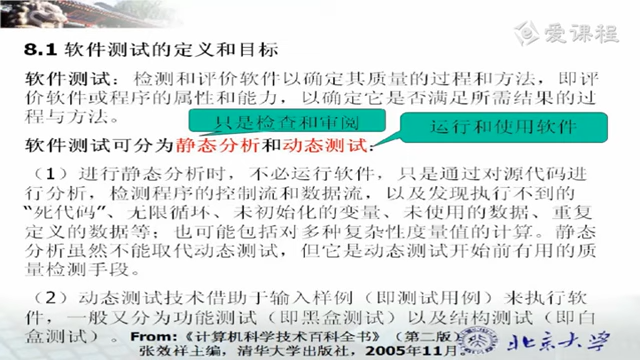 爱课程
8.1 软件测试的定义和目标
软件测试：检测和评价软件以确定其质量的过程和方法，即评
价软件或程序的属性和能力，以确定它是否满足所需结果的过
程与方法。
只是检查和审阅
运行和使用软件
软件测试可分为静态分析和动态测试:
（1）进行静态分析时，不必运行软件，只是通过对源代码进
行分析，检测程序的控制流和数据流，以及发现执行不到的
“死代码”、无限循环、未初始化的变量、未使用的数据、重复
定义的数据等；也可能包括对多种复杂性度量值的计算。静态
分析虽然不能取代动态测试，但它是动态测试开始前有用的质
量检测手段。
（2）动态测试技术借助于输入样例（即测试用例）来执行软
件，一般又分为功能测试（即黑盒测试）以及结构测试（即白
盒测试）。
From:《计算机科学技术百科全书》（第二版）
张效祥主编，清华大学出版社，2005年11月
北京大学